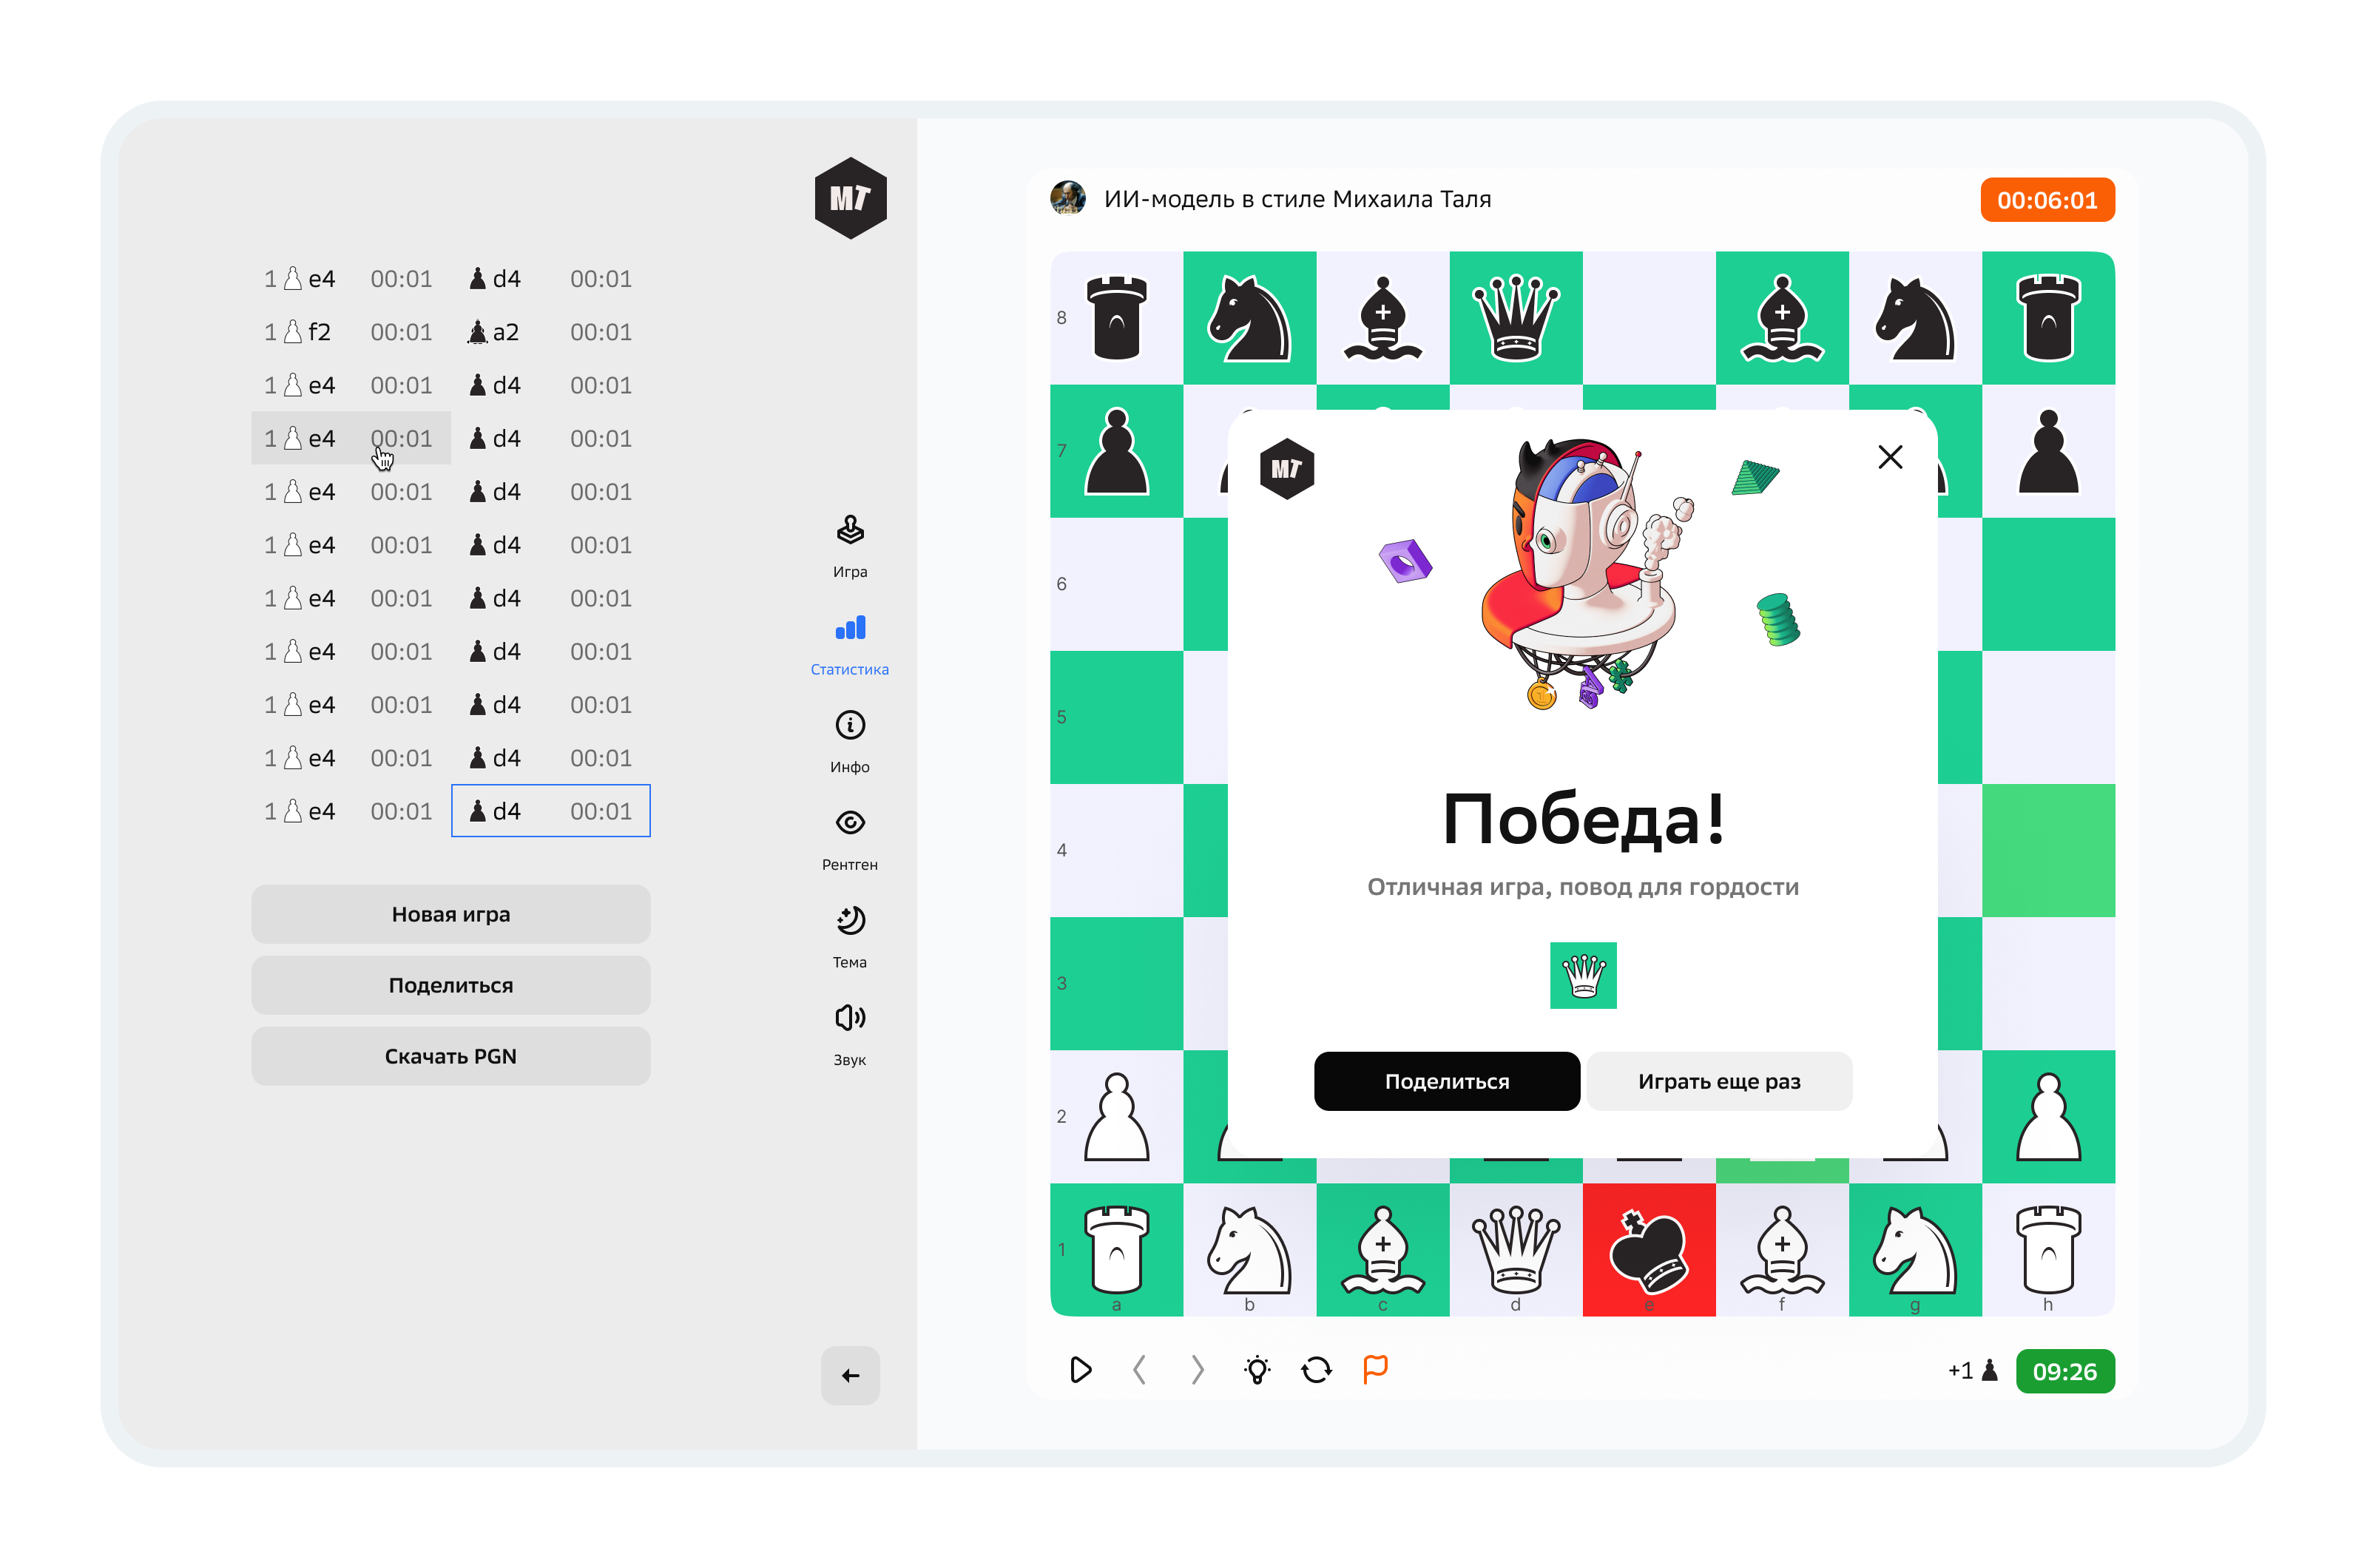 МТ
1 e4 00:01 d4 00:01
1 f2 00:01 a2 00:01
1 e4 00:01 d4 00:01
1 e4 00:01 d4 00:01
1 e4 00:01 d4 00:01
1 e4 00:01 d4 00:01
1 e4 00:01 d4 00:01
1 e4 00:01 d4 00:01
1 e4 00:01 d4 00:01
1 e4 00:01 d4 00:01
1 e4 00:01 d4 00:01
Новая игра
Поделиться
Скачать PGN
Игра
Статистика
Инфо
Рентген
Тема
Звук
ИИ-модель в стиле Михаила Таля
00:06:01
8
7
6
5
4
3
2
1
a b c d e f g h
МТ
Победа!
Отличная игра, повод для гордости
Поделиться
Играть еще раз
+1
09:26